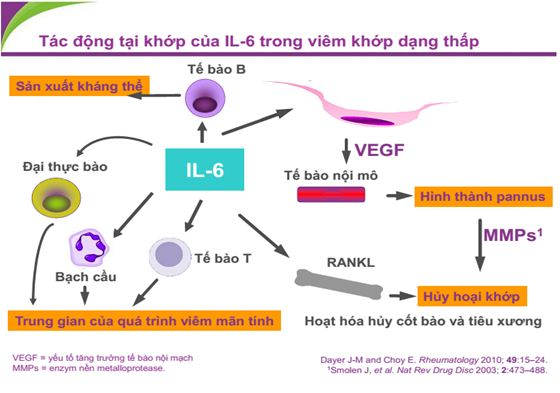 Tác động tại khớp của IL-6 trong viêm khớp dạng thấp
Tế bào B
Sản xuất kháng thể
VEGF
Đại thực bào
IL-6
Tế bào nội mô
Hình thành pannus
MMPs¹
Bạch cầu
Tế bào T
RANKL
Hủy hoại khớp
Trung gian của quá trình viêm mãn tính
Hoạt hóa hủy cốt bào và tiêu xương
VEGF = yếu tố tăng trưởng tế bào nội mạch
MMPs = enzym nền metalloprotease.
Dayer J-M and Choy E. Rheumatology 2010; 49:15–24.
¹Smolen J, et al. Nat Rev Drug Disc 2003; 2:473–488.